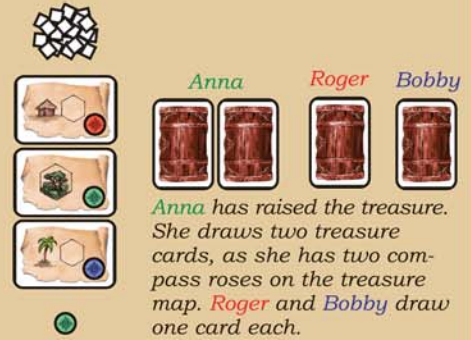 Anna Roger Bobby
Anna has raised the treasure.
She draws two treasure
cards, as she has two com-
pass roses on the treasure
map. Roger and Bobby draw
one card each.